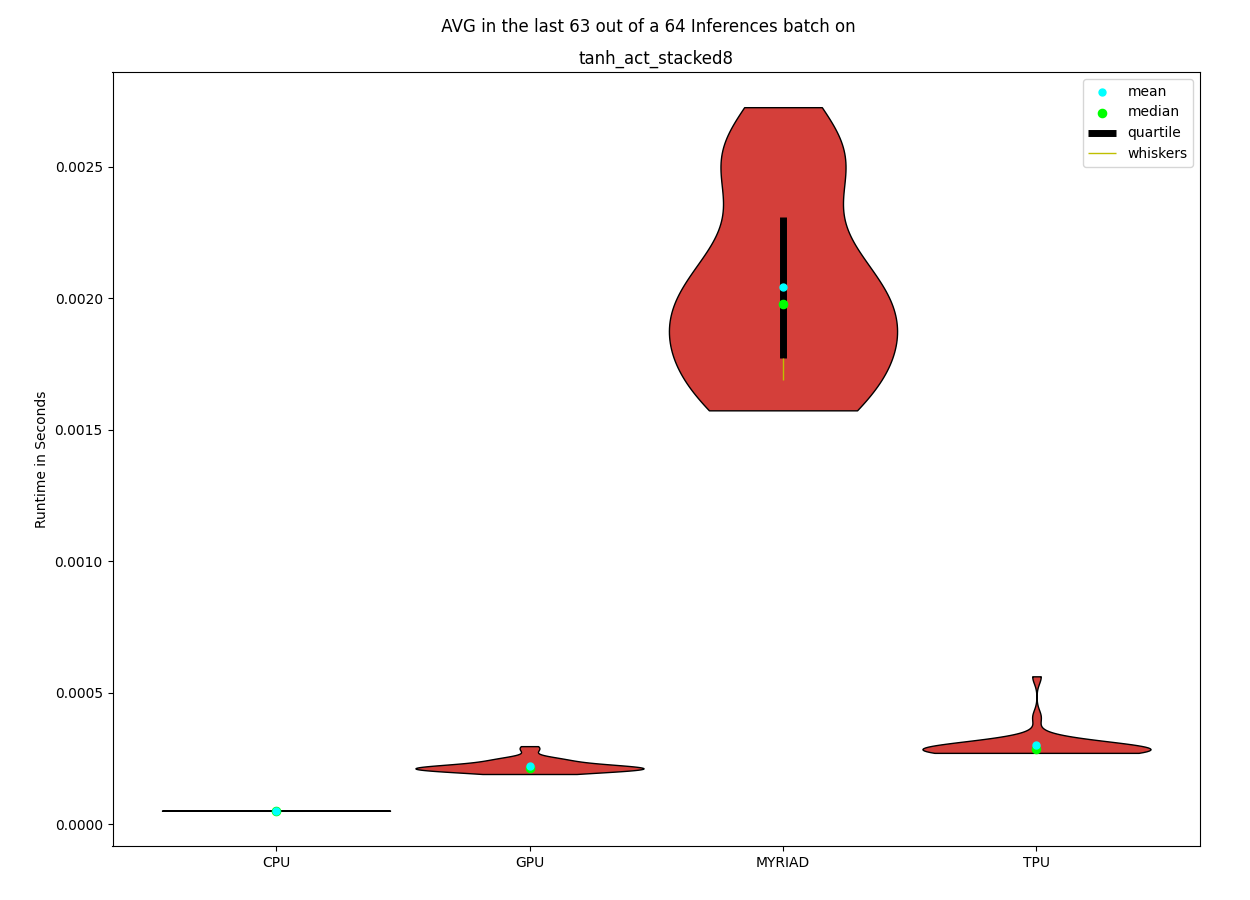 AVG in the last 63 out of a 64 Inferences batch on
tanh_act_stacked8
mean
median
quartile
whiskers
Runtime in Seconds
0.0025
0.0020
0.0015
0.0010
0.0005
0.0000
CPU
GPU
MYRIAD
TPU